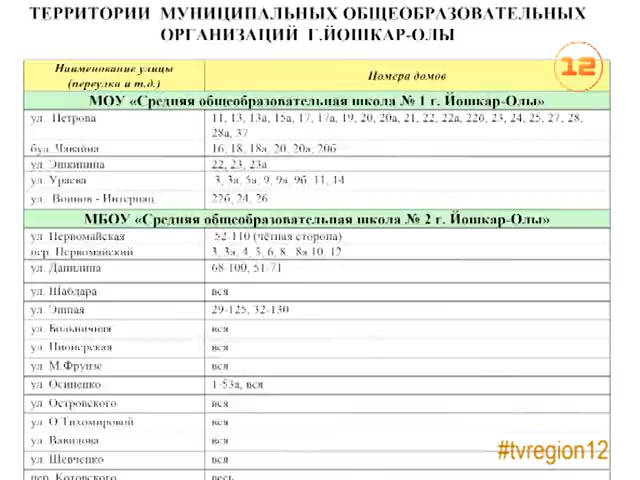 ТЕРРИТОРИИ МУНИЦИПАЛЬНЫХ ОБЩЕОБРАЗОВАТЕЛЬНЫХ
ОРГАНИЗАЦИЙ Г.ЙОШКАР-ОЛЫ
12
Наименование улицы
(переулка и т.д.)
Номера домов
МОУ «Средняя общеобразовательная школа № 1 г. Йошкар-Олы»
ул. Петрова 11, 13, 13а, 15а, 17, 17а, 19, 20, 20а, 21, 22, 22а, 22б, 23, 24, 25, 27, 28,
28а, 37
бул. Чавайна 16, 18, 18а, 20, 20а, 20б
ул. Эшкинина 22, 23, 23а
ул. Ураева 3, 3а, 5а, 9, 9а, 9б, 11, 14
ул. Воинов - Интернац 22б, 24, 26
МБОУ «Средняя общеобразовательная школа № 2 г. Йошкар-Олы»
ул. Первомайская 52-110 (чётная сторона)
пер. Первомайский 3, 3а, 4, 5, 6, 8, 8а 10, 12
ул. Данилина 68-100, 51-71
ул. Шабдара вся
ул. Эшпая 29-125, 32-130
ул. Больничная вся
ул. Пионерская вся
ул. М.Фрунзе вся
ул. Осипенко 1-53а, вся
ул. Островского вся
ул. О.Тихомировой вся
ул. Вавилова вся
ул. Шевченко вся
пер. Котовского весь
#tvregion12